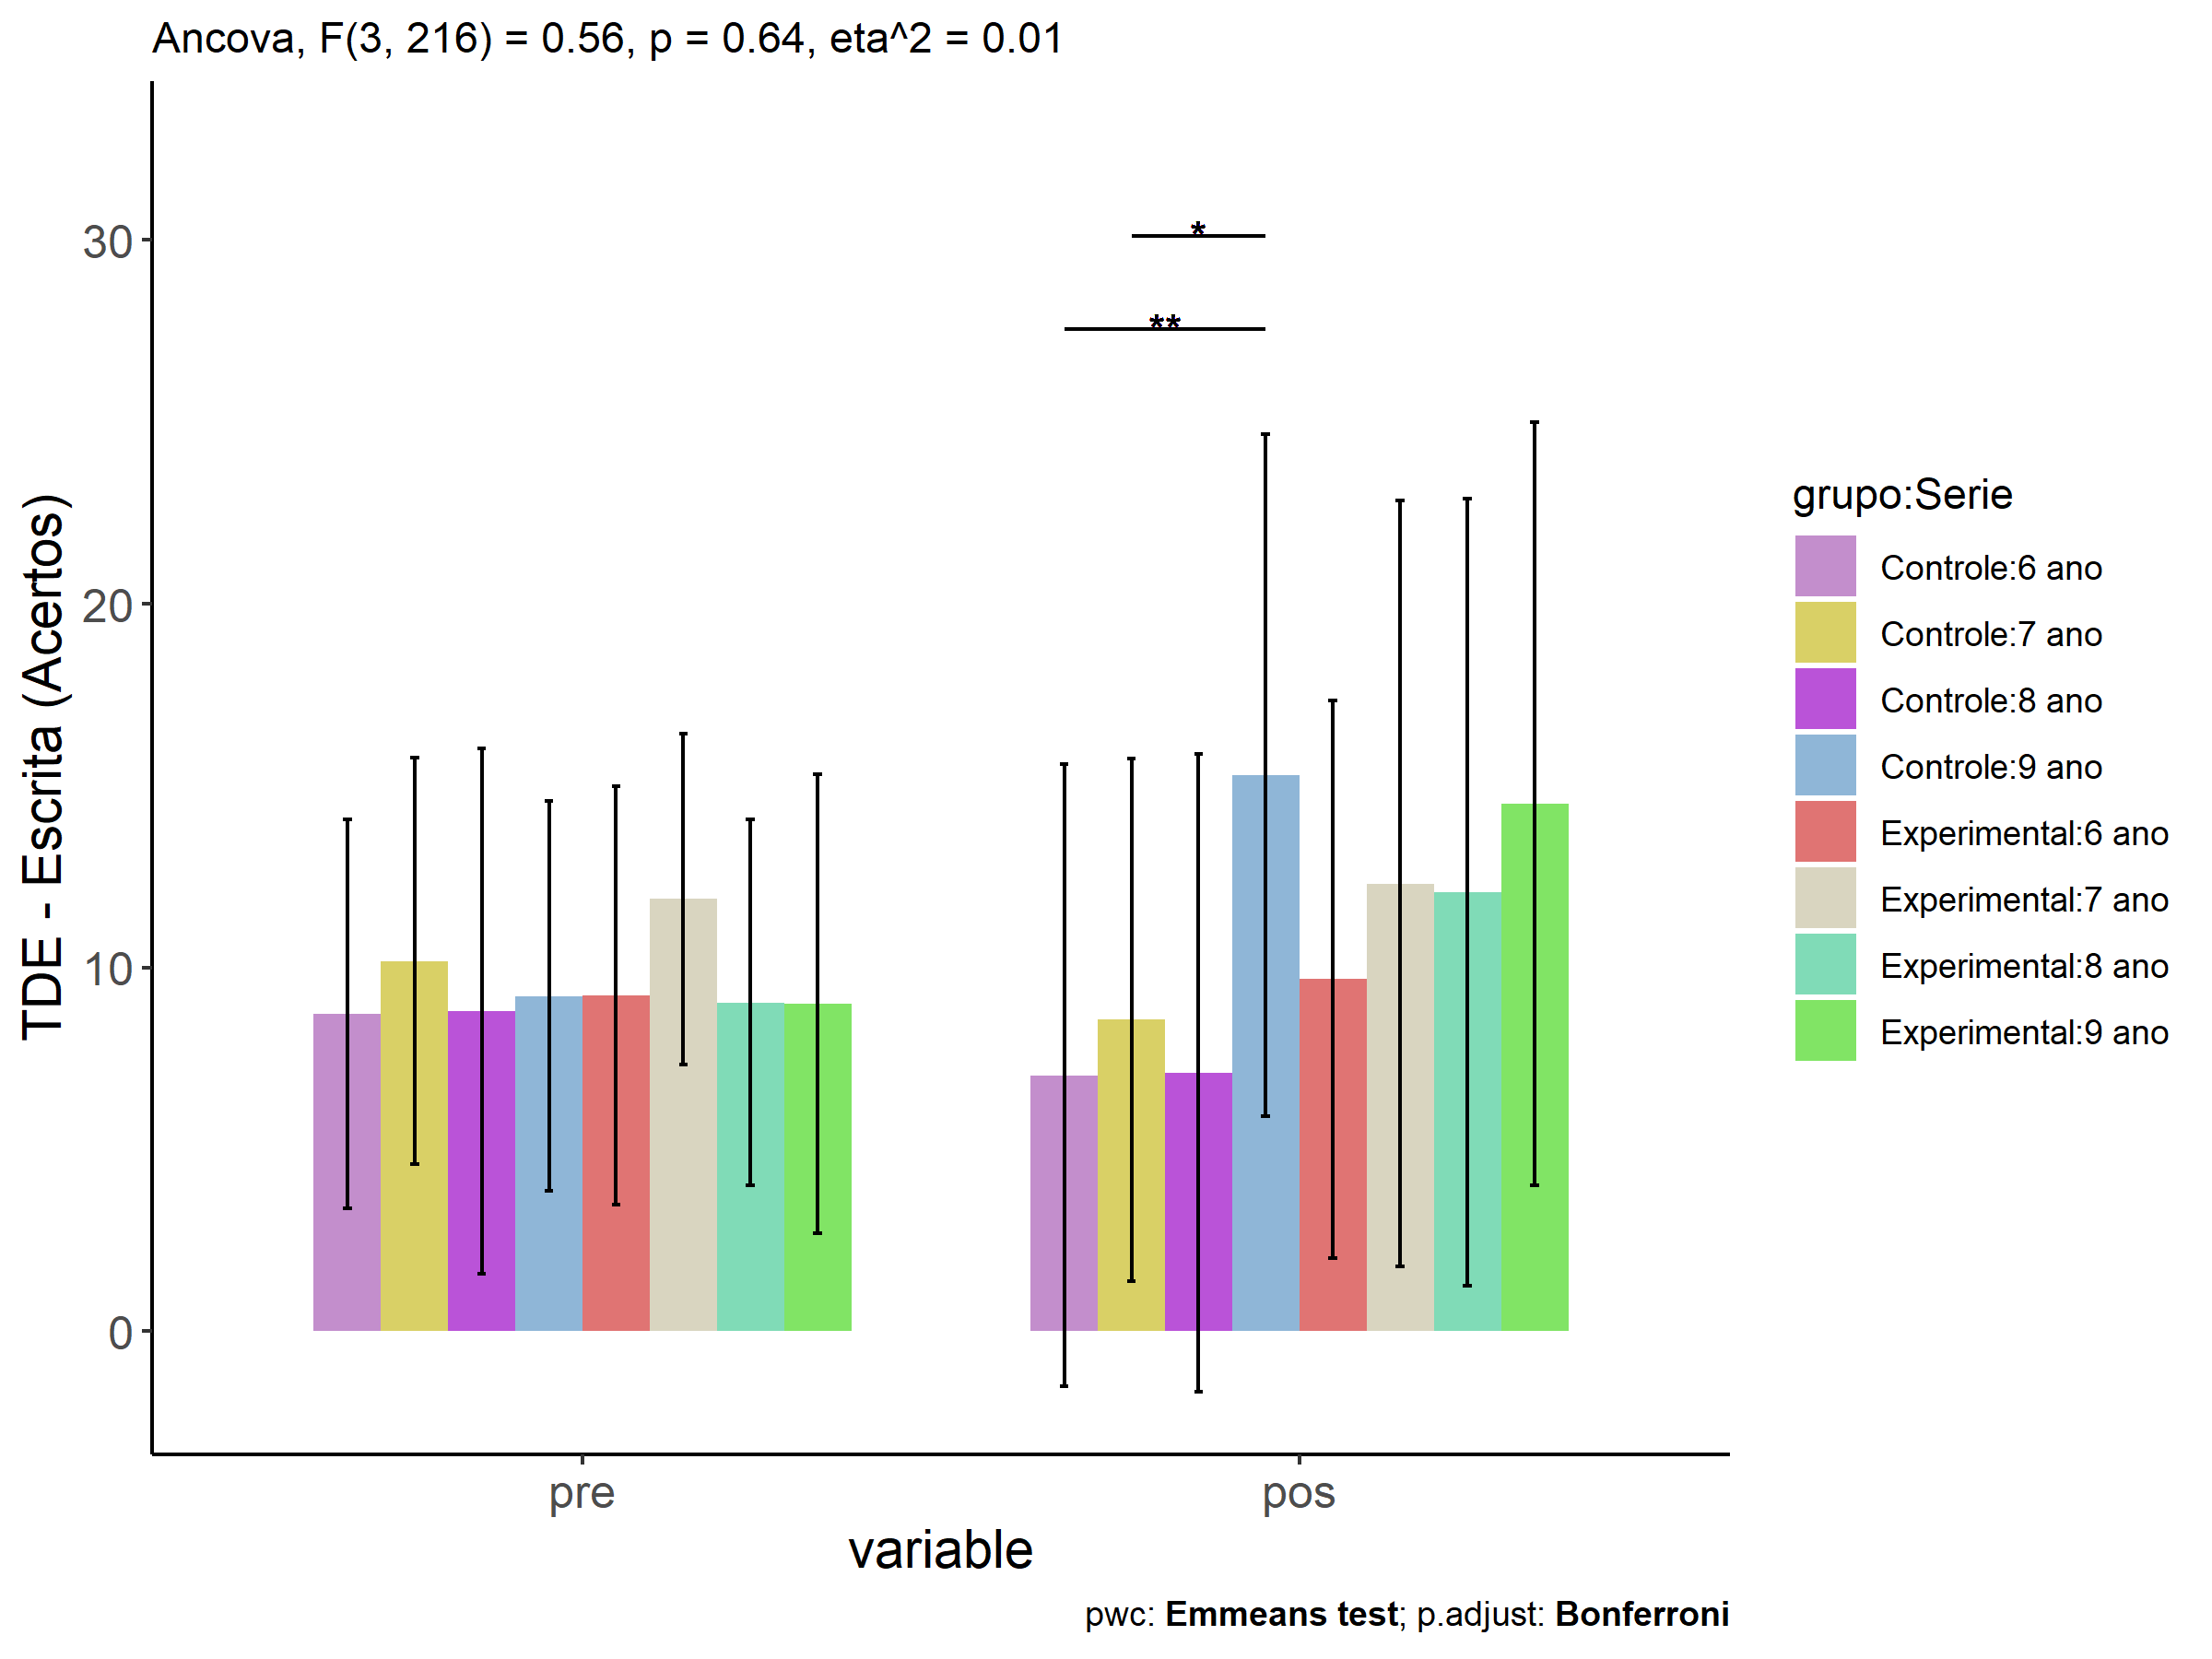 Ancova, F(3, 216) = 0.56, p = 0.64, eta^2 = 0.01
TDE - Escrita (Acertos)
30
20
10
0
*
**
pre
pos
variable
grupo:Serie
Controle:6 ano
Controle:7 ano
Controle:8 ano
Controle:9 ano
Experimental:6 ano
Experimental:7 ano
Experimental:8 ano
Experimental:9 ano
pwc: Emmeans test; p.adjust: Bonferroni